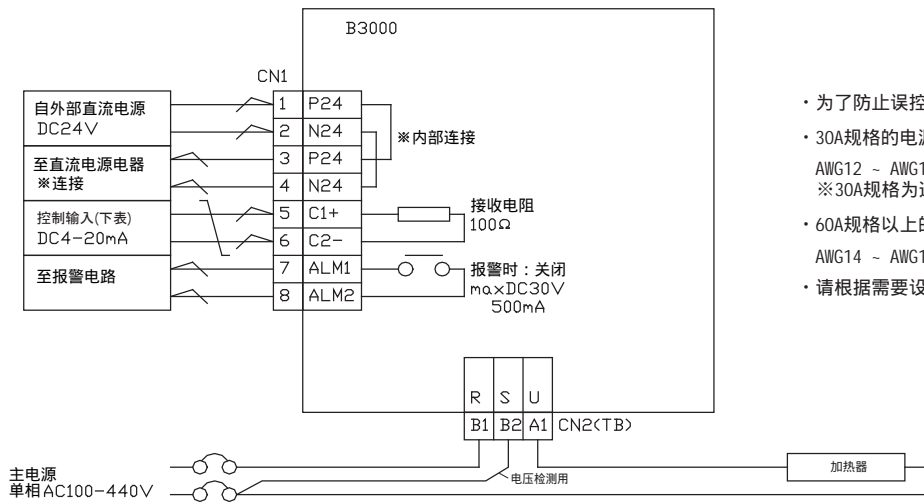 B3000
CN1
自外部直流电源
DC24V
至直流电源电器
※连接
控制输入(下表)
DC4-20mA
至报警电路
1 P24
2 N24
3 P24
4 N24
5 C1+
6 C2-
7 ALM1
8 ALM2
※内部连接
接收电阻
100Ω
报警时：关闭
maxDC30V
500mA
R S U
B1 B2 A1 CN2(TB)
主电源
单相AC100-440V
电压检测用
加热器
・为了防止误控
・30A规格的电
AWG12 ~ AWG1
※30A规格为
・60A规格以上
AWG14 ~ AWG1
・请根据需要设